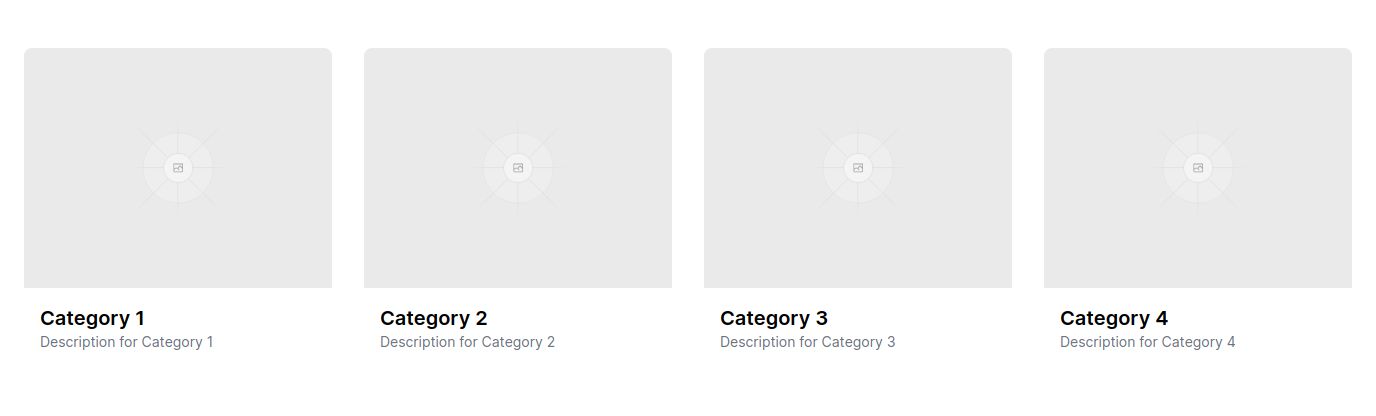 Category 1
Description for Category 1
Category 2
Description for Category 2
Category 3
Description for Category 3
Category 4
Description for Category 4